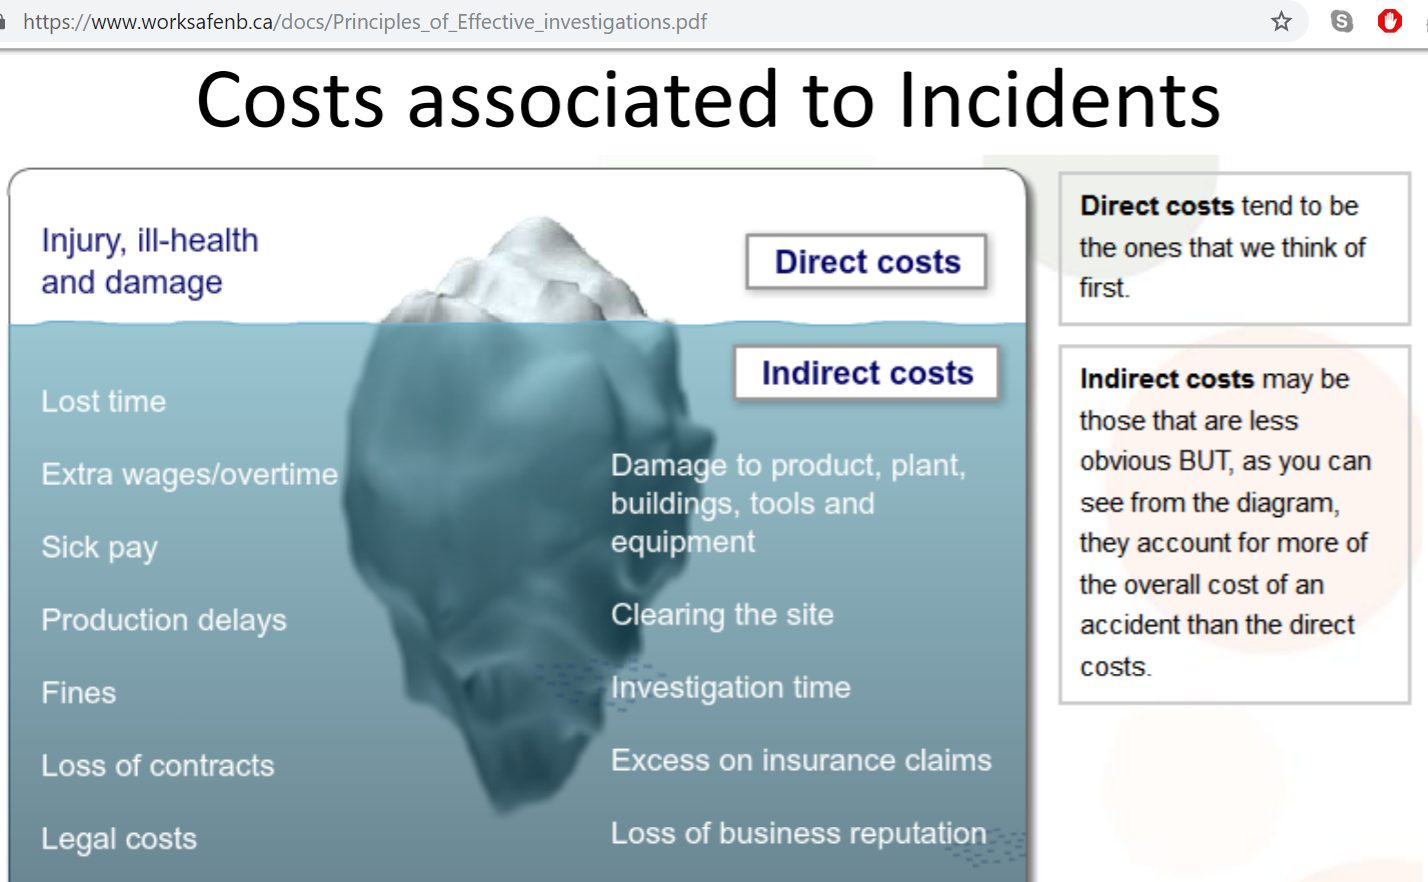 https://www.worksafenb.ca/docs/Principles_of_Effective_investigations.pdf
Costs associated to Incidents
Injury, ill-health
and damage
Direct costs
Indirect costs
Lost time
Extra wages/overtime
Sick pay
Production delays
Fines
Loss of contracts
Legal costs
Damage to product, plant,
buildings, tools and
equipment
Clearing the site
Investigation time
Excess on insurance claims
Loss of business reputation
Direct costs tend to be
the ones that we think of
first.
Indirect costs may be
those that are less
obvious BUT, as you can
see from the diagram,
they account for more of
the overall cost of an
accident than the direct
costs.